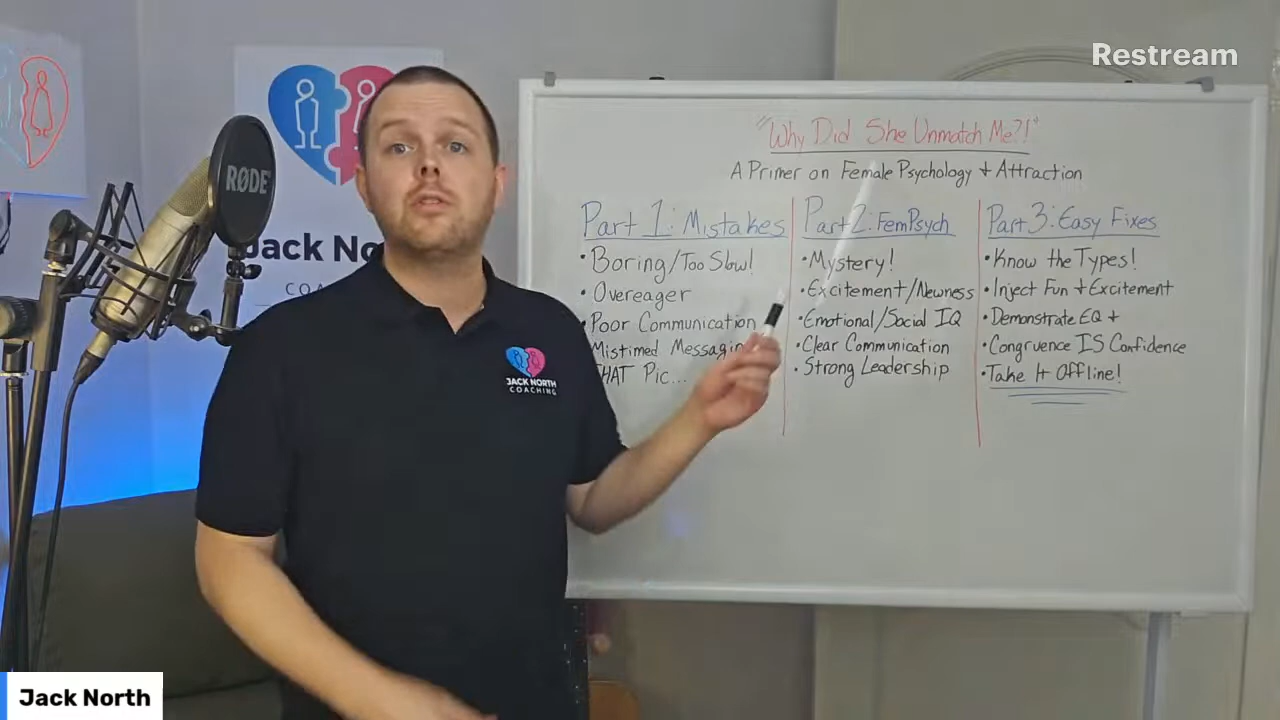 Restream
"Why Did She Unmatch Me?!"
A Primer on Female Psychology + Attraction
Part 1: Mistakes
• Boring/Too Slow!
• Overeager
• Poor Communication
Mistimed Messaging
THAT Pic...
Part 2: FemPsych
• Mystery!
• Excitement/Newness
• Emotional/Social IQ
• Clear Communication
• Strong Leadership
Part 3: Easy Fixes
• Know the Types!
• Inject Fun + Excitement
• Demonstrate EQ +
• Congruence IS Confidence
• Take It Offline!
RØDE
Jack No
CO
JACK NORTH
COACHING
Jack North